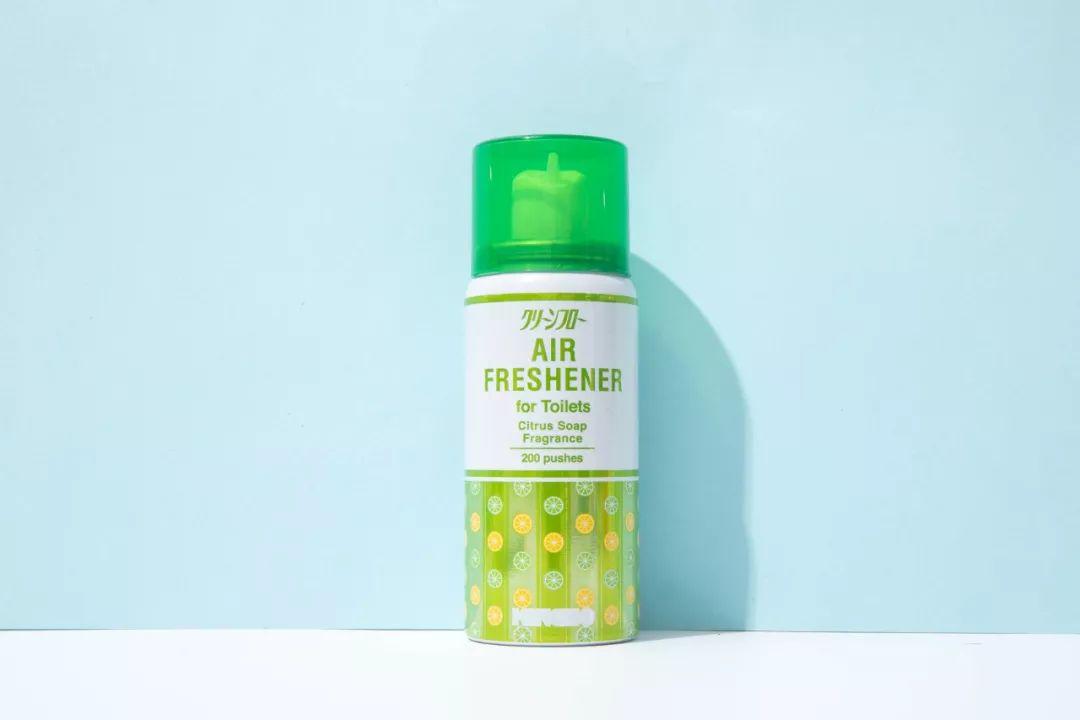 クリーンフロー
AIR
FRESHENER
for Toilets
Citrus Soap
Fragrance
200 pushes